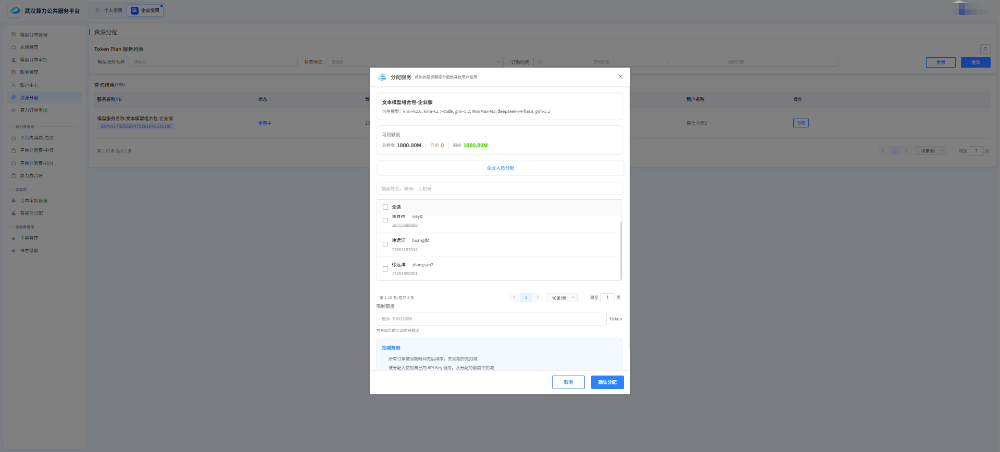 武汉算力公共服务平台
个人空间
企业空间
模型订单管理
充值管理
模型订单审批
账单管理
账户中心
资源分配
算力订单审批
算力券管理
平台内消费-兑付
平台外消费-申领
平台外消费-兑付
算力券台账
智能体
订单审批管理
智能体分配
激励券管理
卡券管理
卡券领取
资源分配
Token Plan 服务列表
模型服务名称
请输入
状态筛选
请选择
订购时间
开始日期
-
结束日期
重置
查询
查询结果(1条)
服务名称/ID
状态
首
租户名称
操作
模型服务名称:文本模型组合包-企业版
ID:Pro17830860473261045625185
使用中
20
易信内测2
分配
第 1-10 条/总共 1 条
1
10条/页
跳至
1
页
分配服务
将你的服务额度分配给其他用户使用
文本模型组合包-企业版
可用模型：kimi-k2.6, kimi-k2.7-code, glm-5.2, MiniMax-M3, deepseek-v4-flash, glm-5.1
可用额度
总额度 1000.00M
已用 0
剩余 1000.00M
企业人员分配
搜索姓名、账号、手机号
全选
xieyd
18555688898
徐远洋 huangdc
17681183918
徐远洋 zhangsan2
13451050001
第 1-10 条/总共 3 条
1
10条/页
跳至
1
页
限制额度
最多 1000.00M
Token
共享服务的全部剩余额度
扣减规则
所有订单按到期时间先后排序，先到期的先扣减
被分配人使用自己的 API Key 调用，从分配的额度中扣减
取消
确认分配